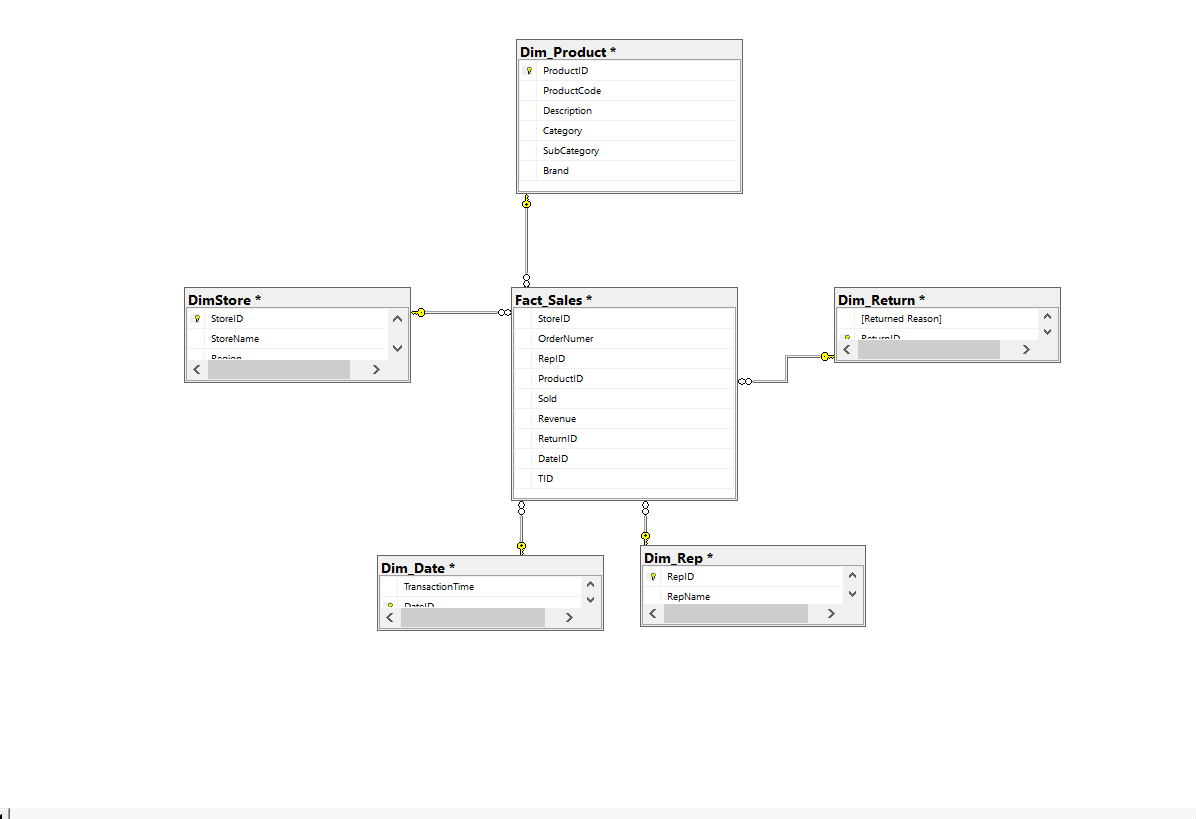 Dim_Product *
ProductID
ProductCode
Description
Category
SubCategory
Brand
DimStore *
StoreID
StoreName
Region
Fact_Sales *
StoreID
OrderNumer
RepID
ProductID
Sold
Revenue
ReturnID
DateID
TID
Dim_Return *
[Returned Reason]
ReturnID
Dim_Date *
TransactionTime
DateID
Dim_Rep *
RepID
RepName